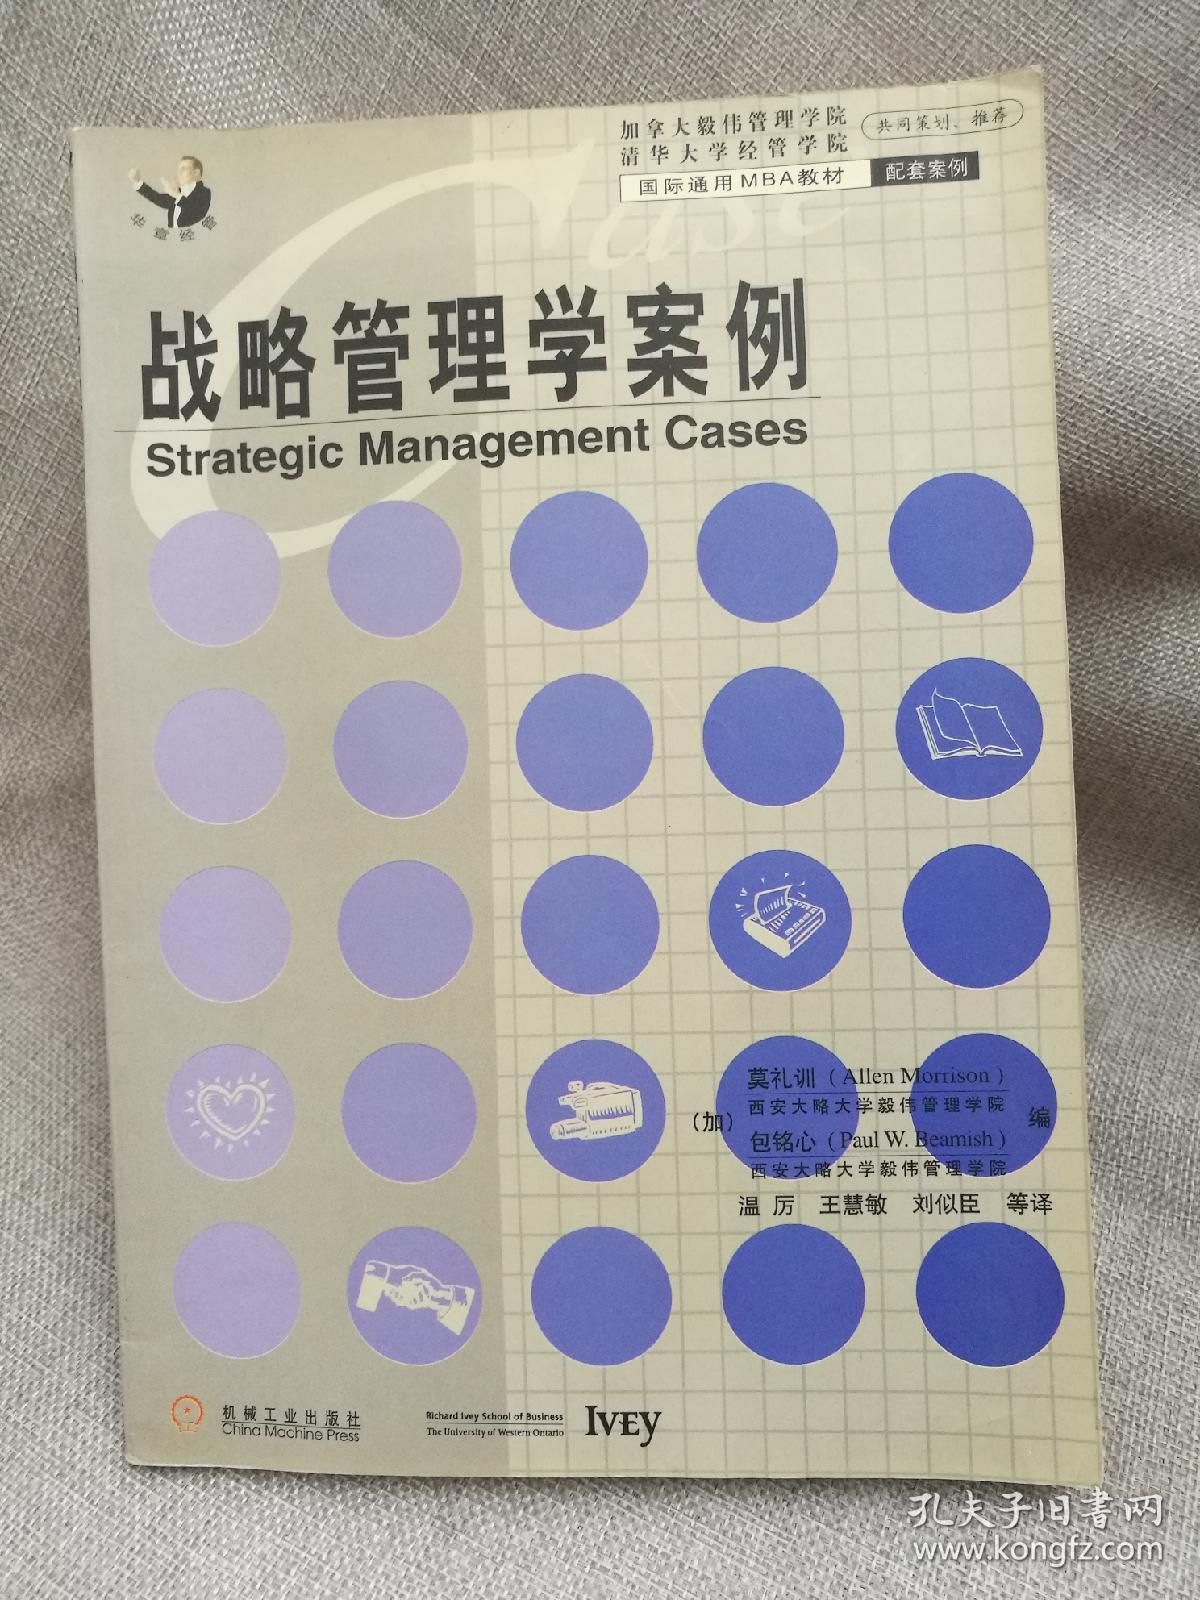 加拿大毅伟管理学院
清华大学经管学院
共同策划、推荐
国际通用MBA教材 配套案例
华章经管
Case
战略管理学案例
Strategic Management Cases
莫礼训（Allen Morrison）
西安大略大学毅伟管理学院
（加） 编
包铭心（Paul W. Beamish）
西安大略大学毅伟管理学院
温厉 王慧敏 刘似臣 等译
机械工业出版社
China Machine Press
Richard Ivey School of Business
The University of Western Ontario
IVEY
孔夫子旧书网
www.kongfz.com